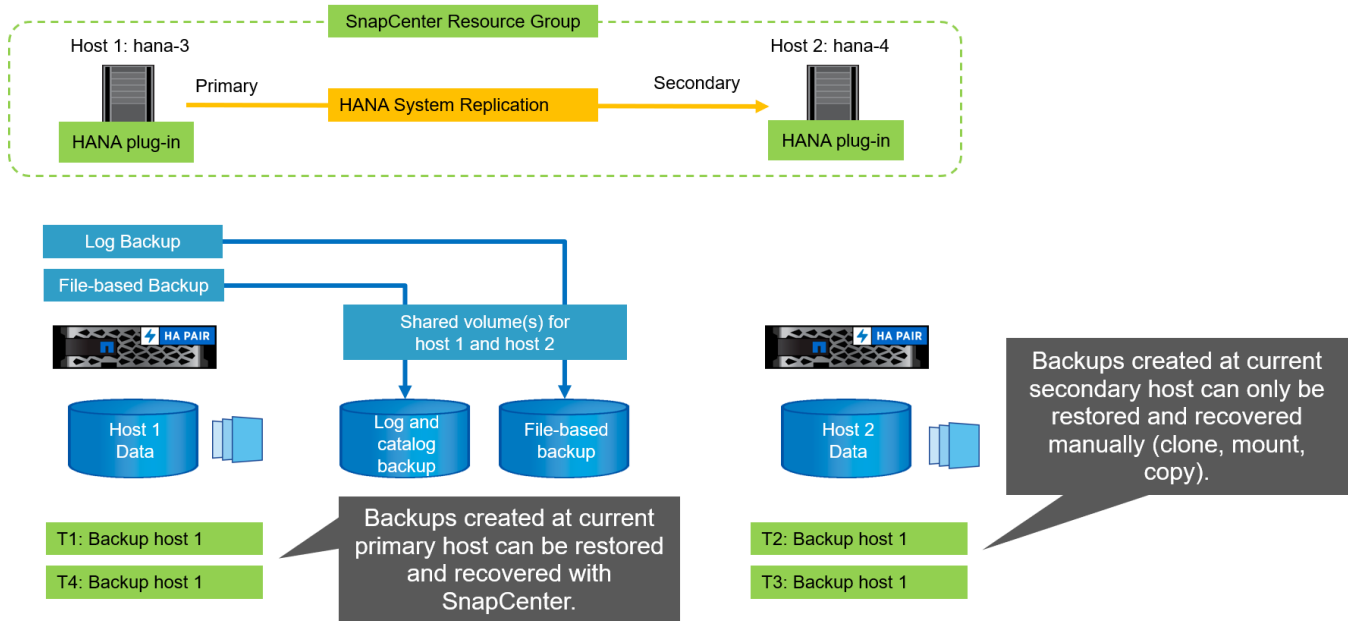 SnapCenter Resource Group
Host 1: hana-3
Host 2: hana-4
Primary
HANA System Replication
Secondary
HANA plug-in
HANA plug-in
Log Backup
File-based Backup
Shared volume(s) for
host 1 and host 2
HA PAIR
HA PAIR
Backups created at current
secondary host can only be
restored and recovered
manually (clone, mount,
copy).
Host 1
Data
Log and
catalog
backup
File-based
backup
Host 2
Data
Backups created at current
primary host can be restored
and recovered with
SnapCenter.
T1: Backup host 1
T4: Backup host 1
T2: Backup host 1
T3: Backup host 1